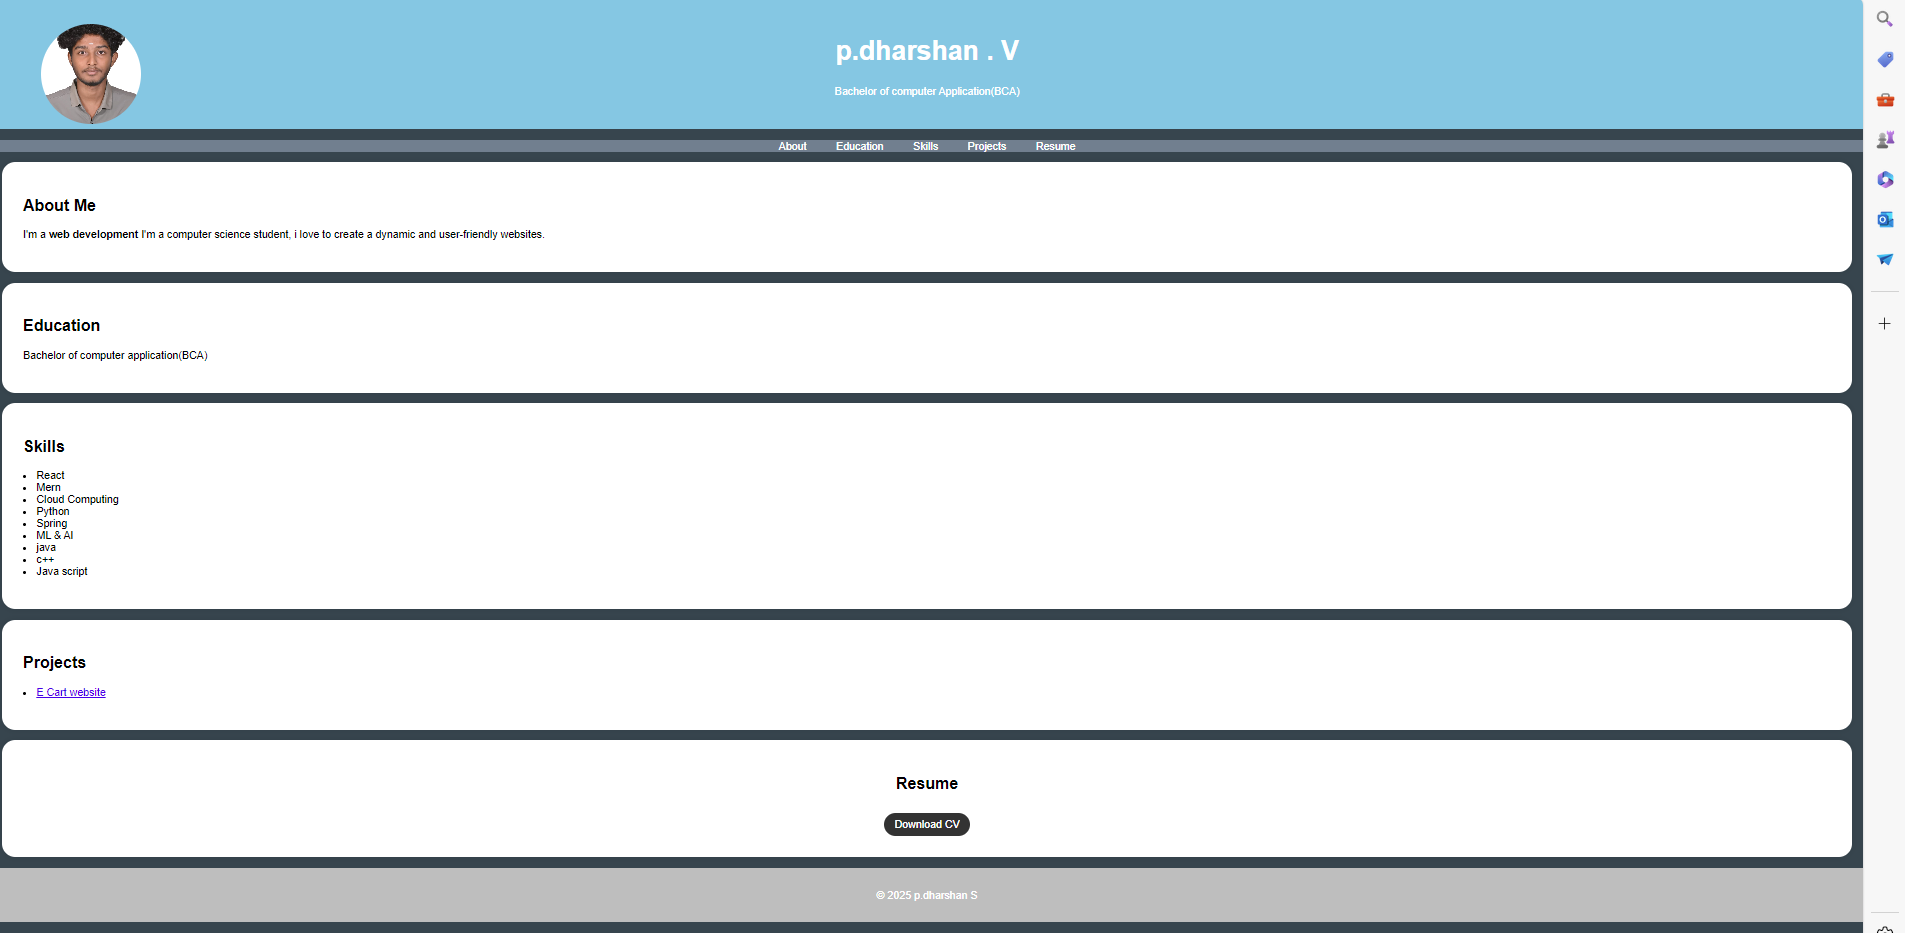 p.dharshan . V
Bachelor of computer Application(BCA)
About Education Skills Projects Resume
About Me
I'm a web development I'm a computer science student, i love to create a dynamic and user-friendly websites.
Education
Bachelor of computer application(BCA)
Skills
React
Mern
Cloud Computing
Python
Spring
ML & AI
java
c++
Java script
Projects
E Cart website
Resume
Download CV
© 2025 p.dharshan S